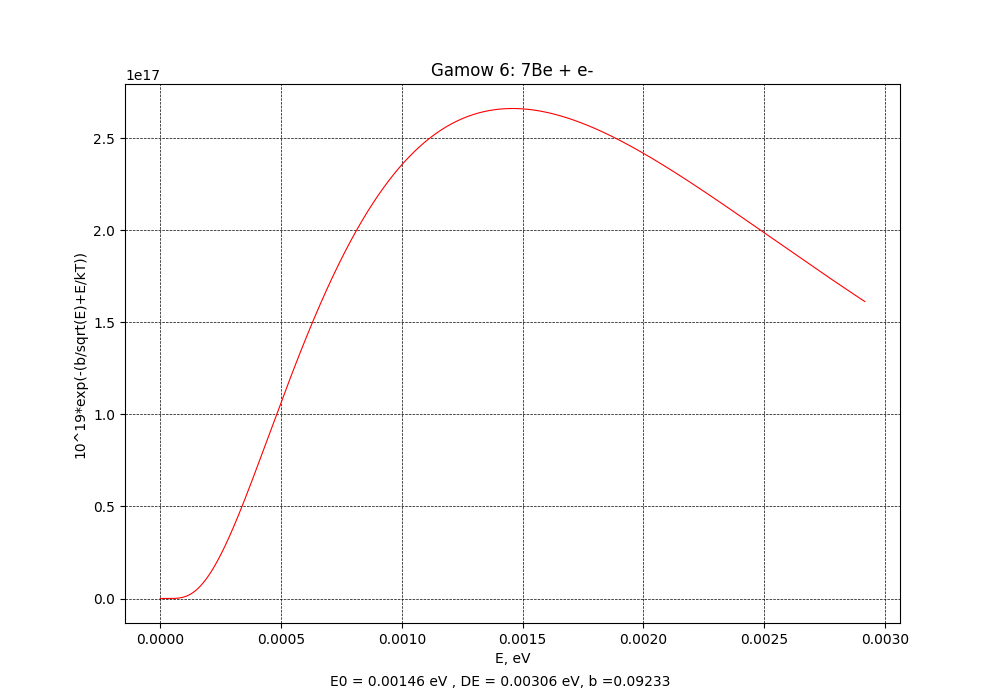 Gamow 6: 7Be + e-
1e17
2.5
2.0
1.5
1.0
0.5
0.0
10^19*exp(-(b/sqrt(E)+E/kT))
0.0000 0.0005 0.0010 0.0015 0.0020 0.0025 0.0030
E, eV
E0 = 0.00146 eV , DE = 0.00306 eV, b =0.09233